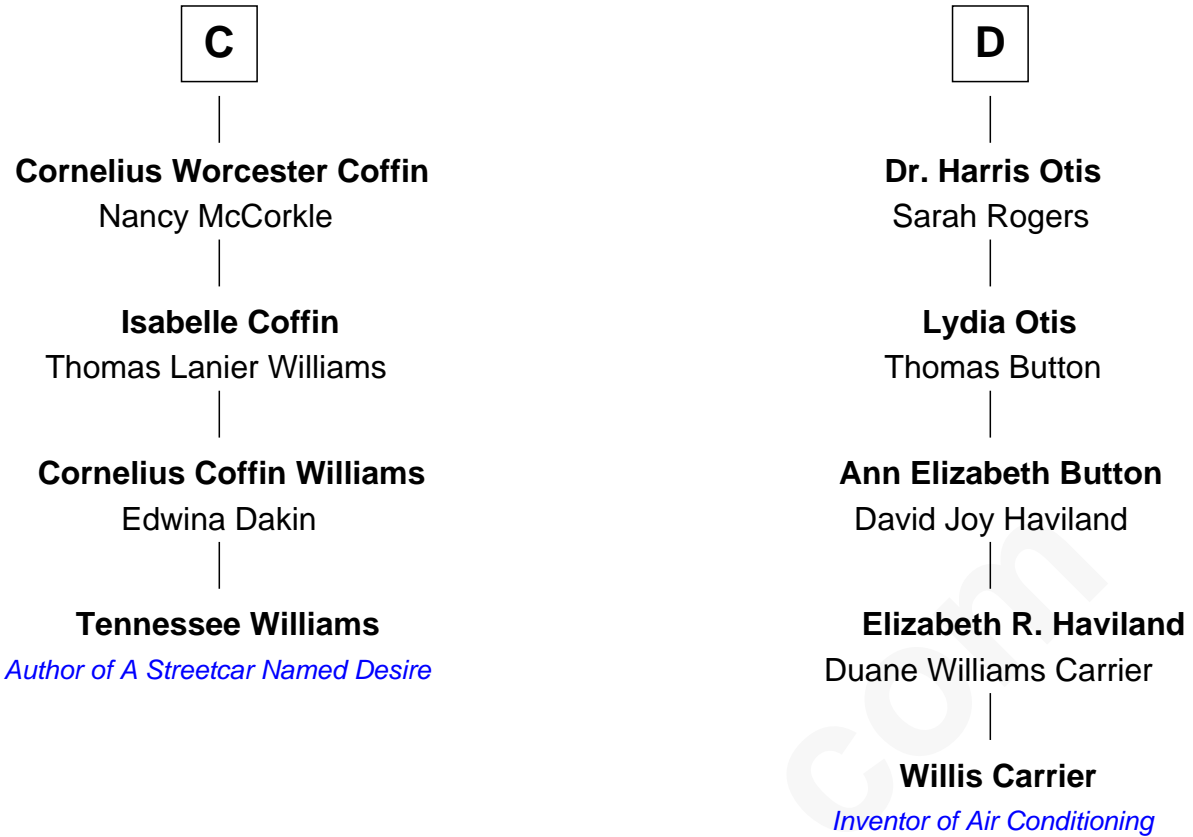 C
Cornelius Worcester Coffin
Nancy McCorkle
Isabelle Coffin
Thomas Lanier Williams
Cornelius Coffin Williams
Edwina Dakin
Tennessee Williams
Author of A Streetcar Named Desire
D
Dr. Harris Otis
Sarah Rogers
Lydia Otis
Thomas Button
Ann Elizabeth Button
David Joy Haviland
Elizabeth R. Haviland
Duane Williams Carrier
Willis Carrier
Inventor of Air Conditioning
com